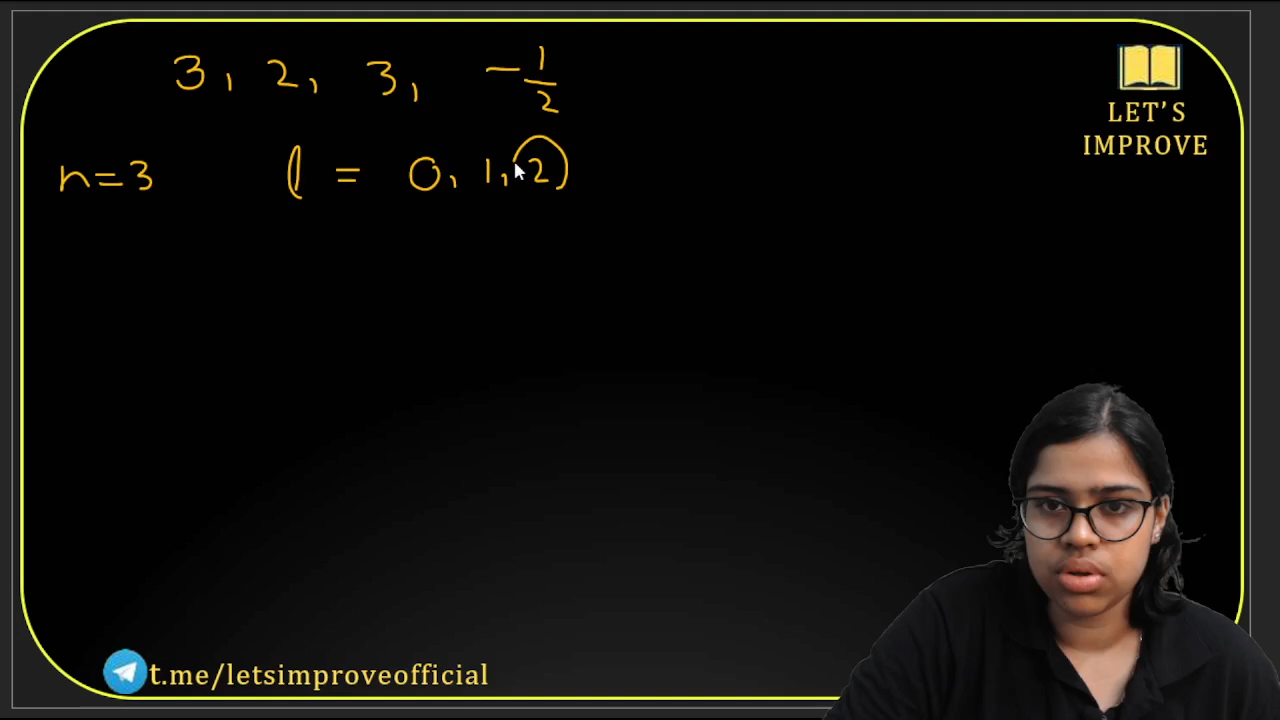 3, 2, 3, -1/2
n=3 l = 0, 1, 2
LET'S
IMPROVE
t.me/letsimproveofficial